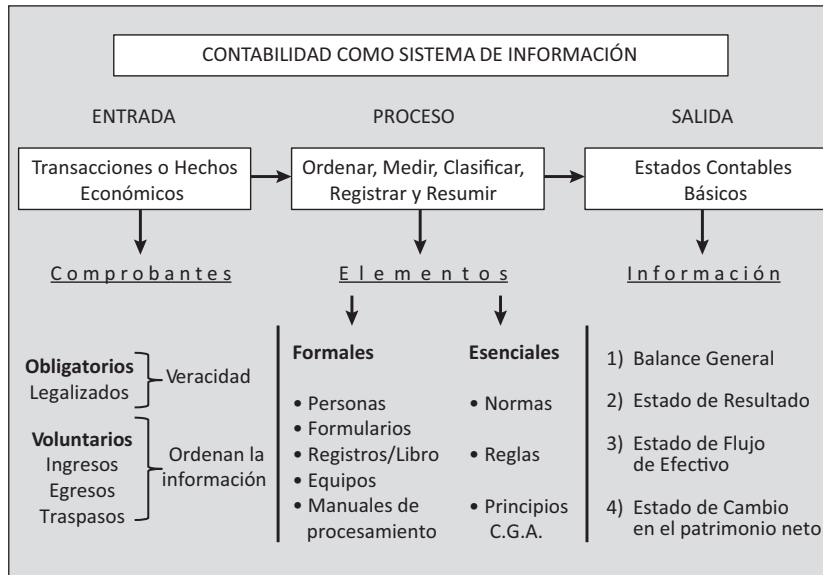 CONTABILIDAD COMO SISTEMA DE INFORMACIÓN
ENTRADA
PROCESO
SALIDA
Transacciones o Hechos
Económicos
Ordenar, Medir, Clasificar,
Registrar y Resumir
Estados Contables
Básicos
Comprobantes
Elementos
Información
Obligatorios
Legalizados
Veracidad
Voluntarios
Ingresos
Egresos
Traspasos
Ordenan la
información
Formales
• Personas
• Formularios
• Registros/Libro
• Equipos
• Manuales de
procesamiento
Esenciales
• Normas
• Reglas
• Principios
C.G.A.
1) Balance General
2) Estado de Resultado
3) Estado de Flujo
de Efectivo
4) Estado de Cambio
en el patrimonio neto